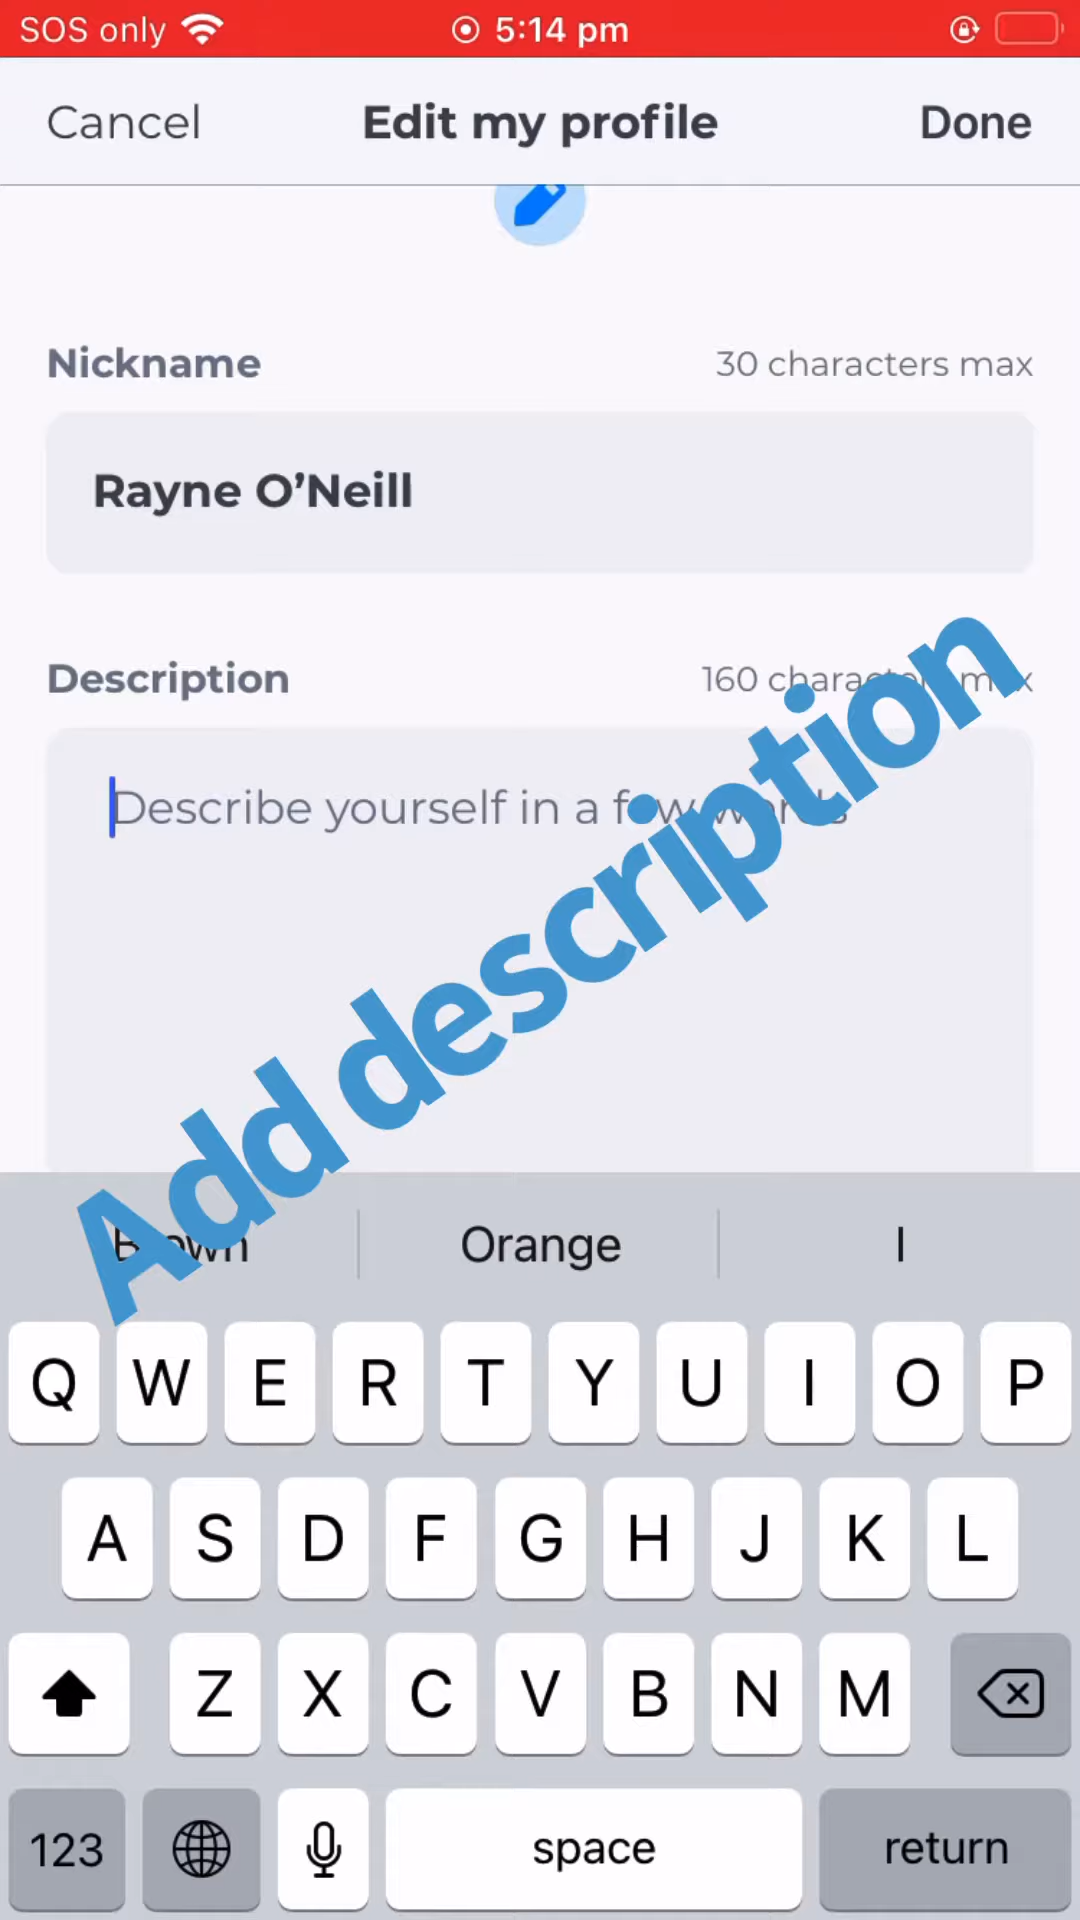 SOS only 5:14 pm
Cancel Edit my profile Done
Nickname 30 characters max
Rayne O’Neill
Description 160 characters max
Describe yourself in a few words
Add description
Brown Orange I
Q W E R T Y U I O P
A S D F G H J K L
Z X C V B N M
123 space return